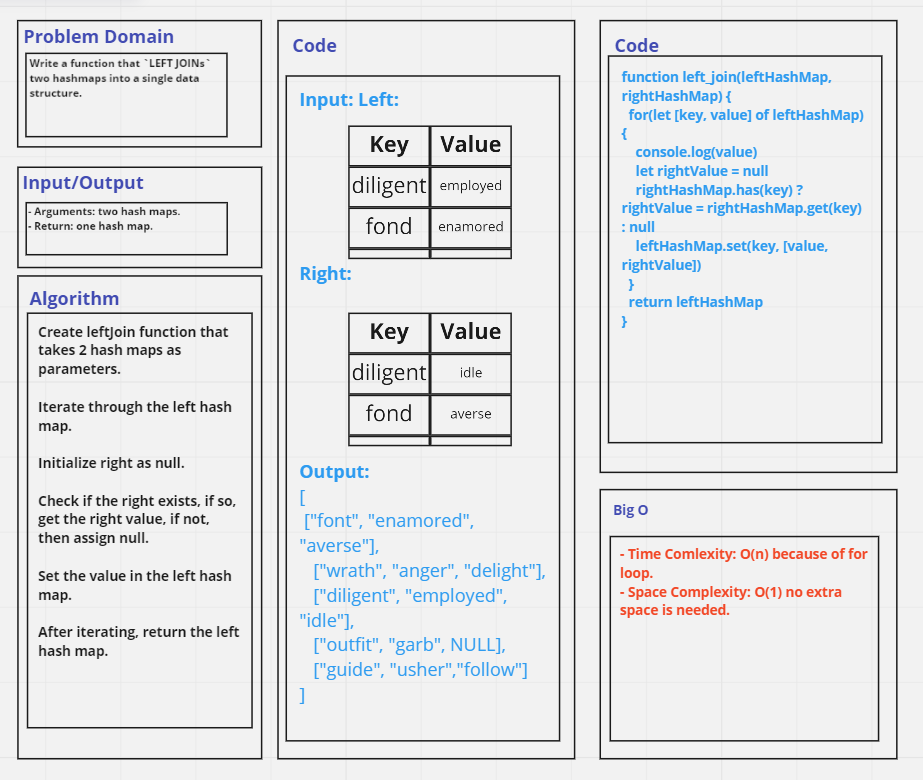 Problem Domain
Write a function that `LEFT JOINs`
two hashmaps into a single data
structure.
Input/Output
- Arguments: two hash maps.
- Return: one hash map.
Algorithm
Create leftJoin function that
takes 2 hash maps as
parameters.
Iterate through the left hash
map.
Initialize right as null.
Check if the right exists, if so,
get the right value, if not,
then assign null.
Set the value in the left hash
map.
After iterating, return the left
hash map.
Code
Input: Left:
Key Value
diligent employed
fond enamored
Right:
Key Value
diligent idle
fond averse
Output:
[
["font", "enamored",
"averse"],
["wrath", "anger", "delight"],
["diligent", "employed",
"idle"],
["outfit", "garb", NULL],
["guide", "usher","follow"]
]
Code
function left_join(leftHashMap,
rightHashMap) {
for(let [key, value] of leftHashMap)
{
console.log(value)
let rightValue = null
rightHashMap.has(key) ?
rightValue = rightHashMap.get(key)
: null
leftHashMap.set(key, [value,
rightValue])
}
return leftHashMap
}
Big O
- Time Comlexity: O(n) because of for
loop.
- Space Complexity: O(1) no extra
space is needed.